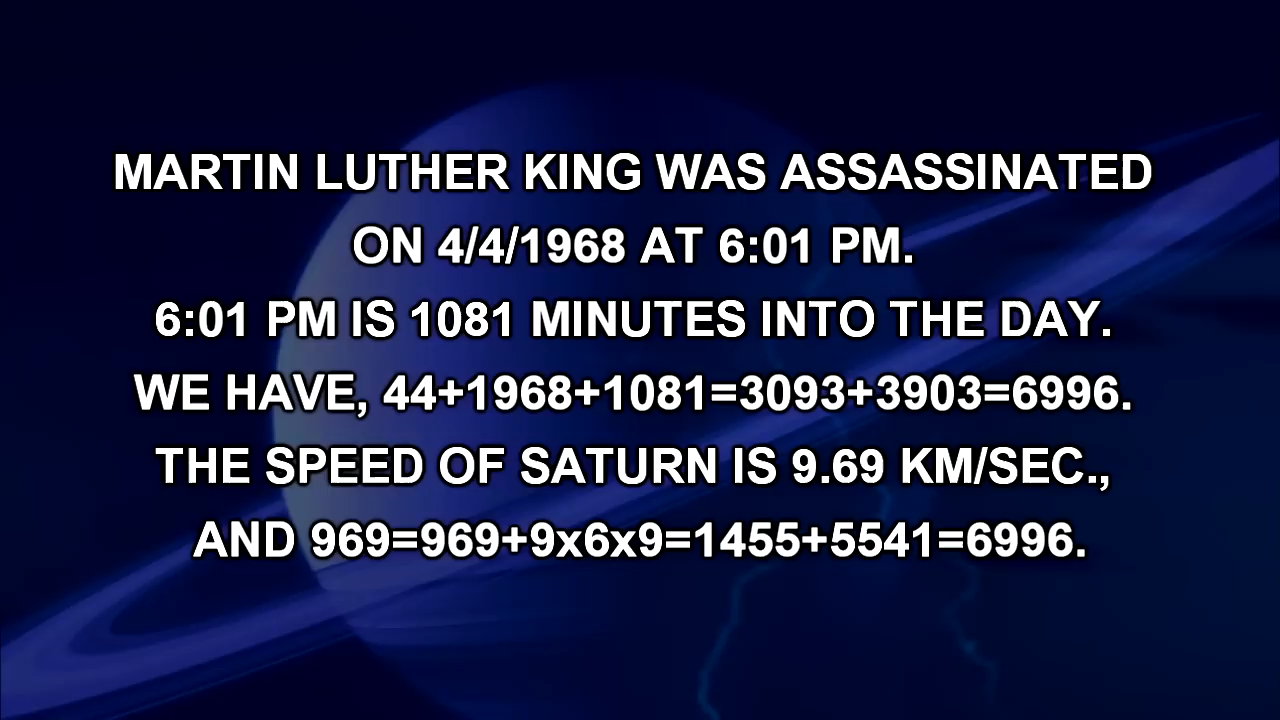 MARTIN LUTHER KING WAS ASSASSINATED
ON 4/4/1968 AT 6:01 PM.
6:01 PM IS 1081 MINUTES INTO THE DAY.
WE HAVE, 44+1968+1081=3093+3903=6996.
THE SPEED OF SATURN IS 9.69 KM/SEC.,
AND 969=969+9x6x9=1455+5541=6996.